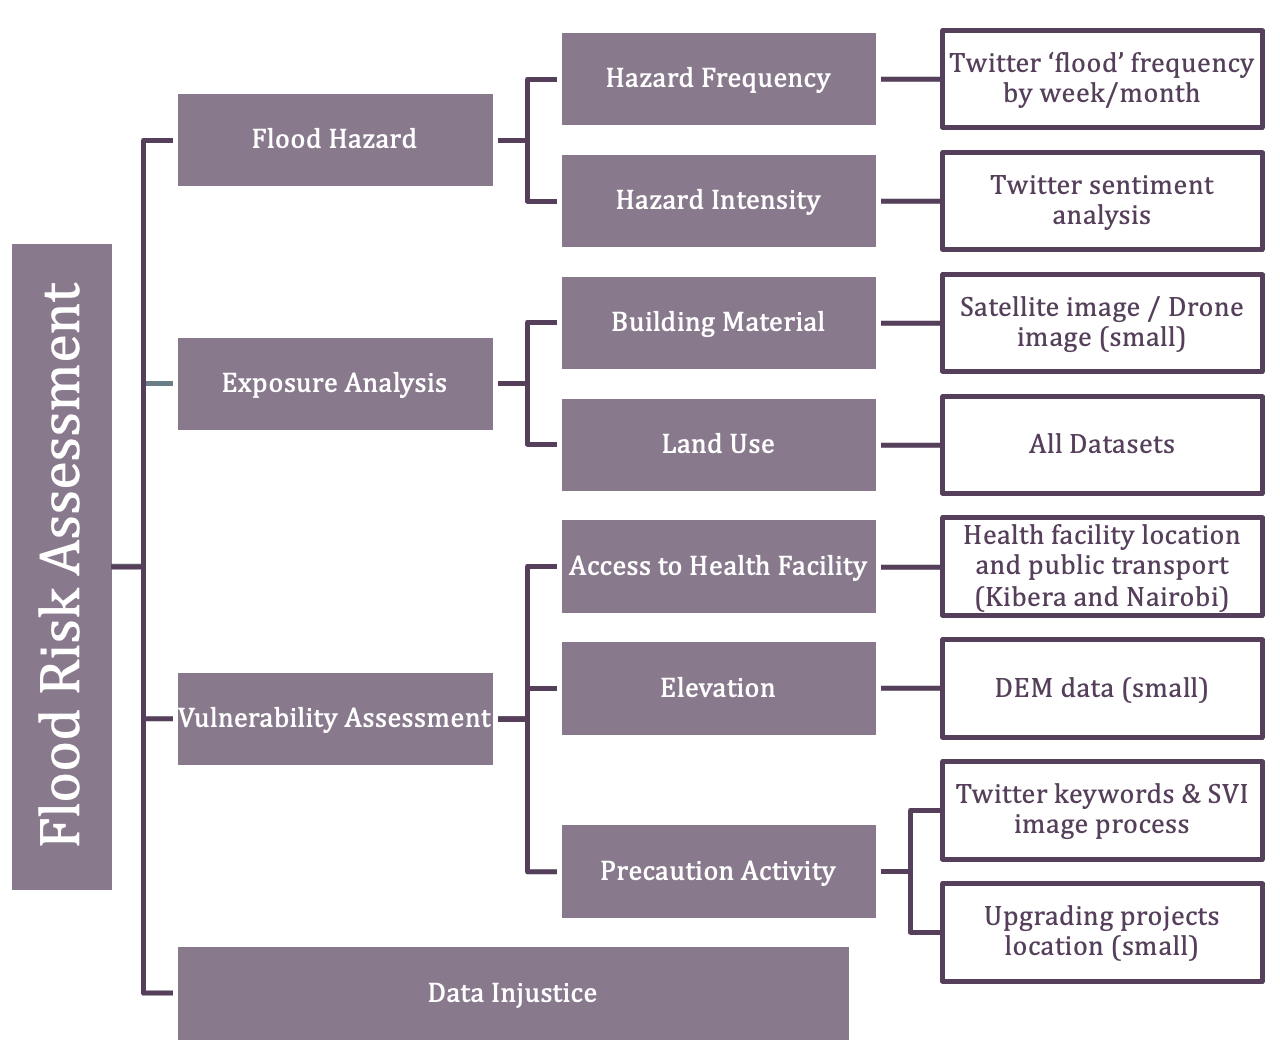 Flood Risk Assessment
Flood Hazard
Hazard Frequency
Twitter ‘flood’ frequency
by week/month
Hazard Intensity
Twitter sentiment
analysis
Exposure Analysis
Building Material
Satellite image / Drone
image (small)
Land Use
All Datasets
Vulnerability Assessment
Access to Health Facility
Health facility location
and public transport
(Kibera and Nairobi)
Elevation
DEM data (small)
Precaution Activity
Twitter keywords & SVI
image process
Upgrading projects
location (small)
Data Injustice